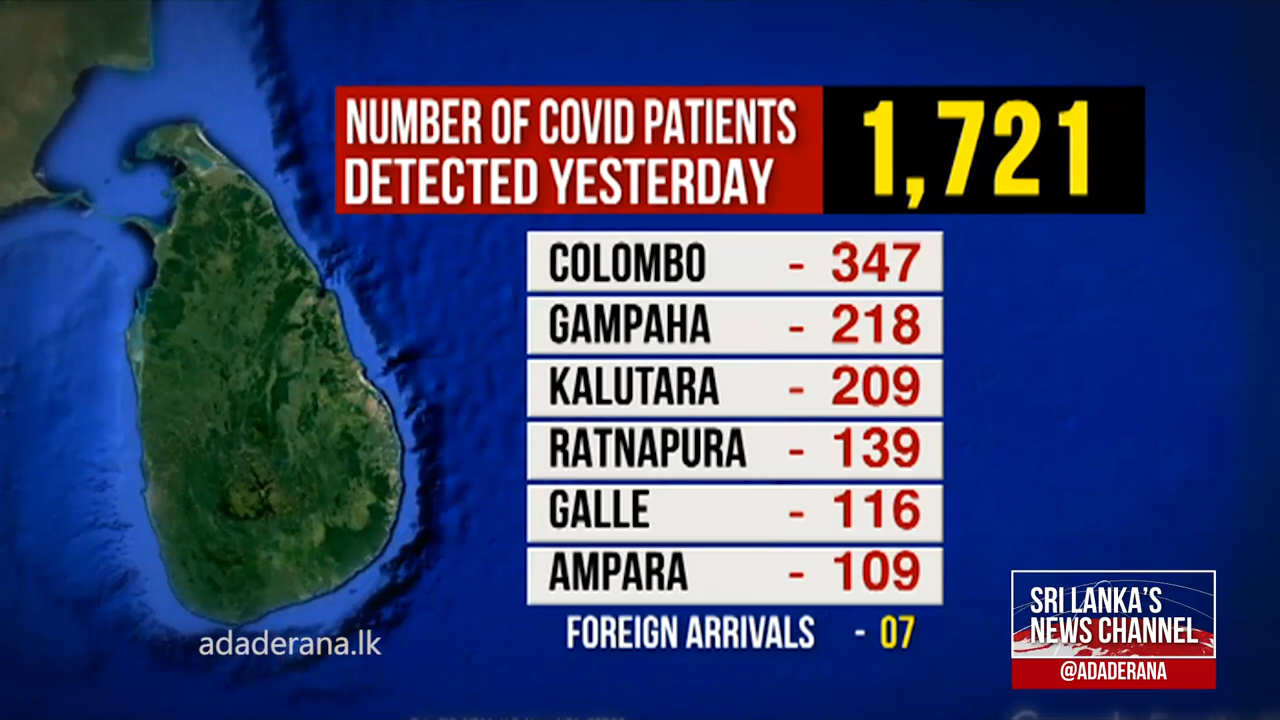 NUMBER OF COVID PATIENTS
DETECTED YESTERDAY
1,721
COLOMBO - 347
GAMPAHA - 218
KALUTARA - 209
RATNAPURA - 139
GALLE - 116
AMPARA - 109
FOREIGN ARRIVALS - 07
adaderana.lk
SRI LANKA'S
NEWS CHANNEL
@ADADERANA